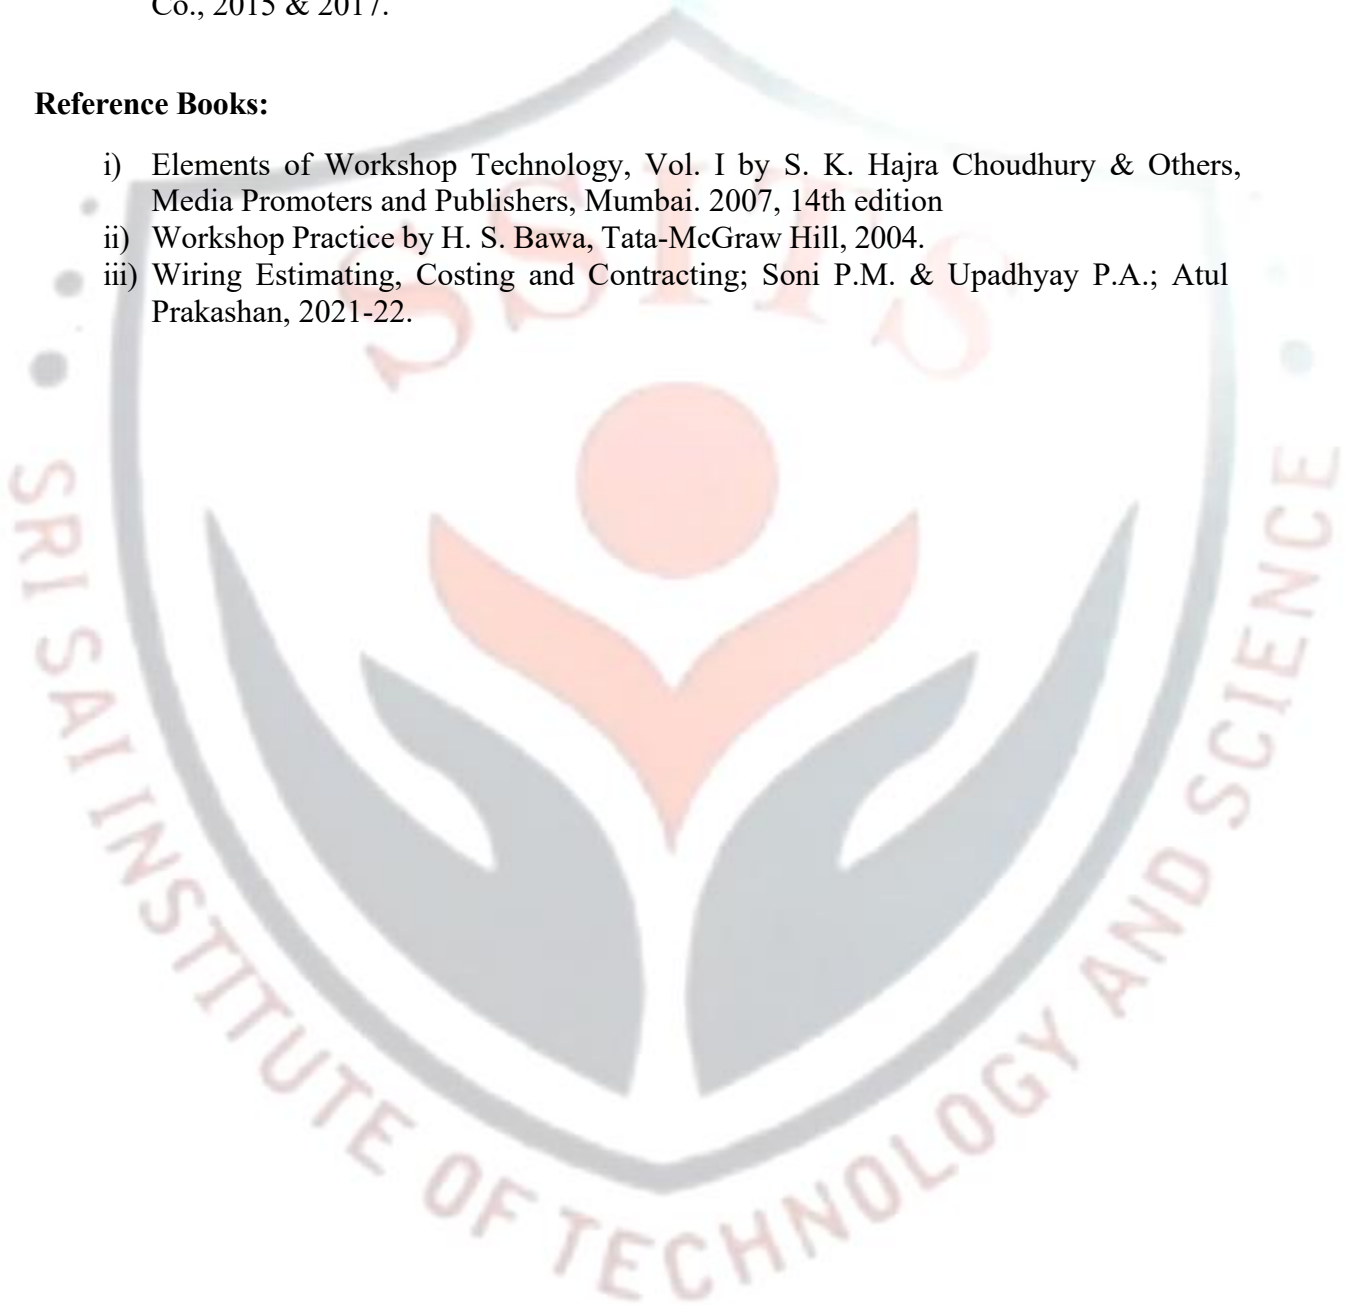 Co., 2015 & 2017.
Reference Books:
i) Elements of Workshop Technology, Vol. I by S. K. Hajra Choudhury & Others,
Media Promoters and Publishers, Mumbai. 2007, 14th edition
ii) Workshop Practice by H. S. Bawa, Tata-McGraw Hill, 2004.
iii) Wiring Estimating, Costing and Contracting; Soni P.M. & Upadhyay P.A.; Atul
Prakashan, 2021-22.
SSITS
SRI SAI INSTITUTE OF TECHNOLOGY AND SCIENCE